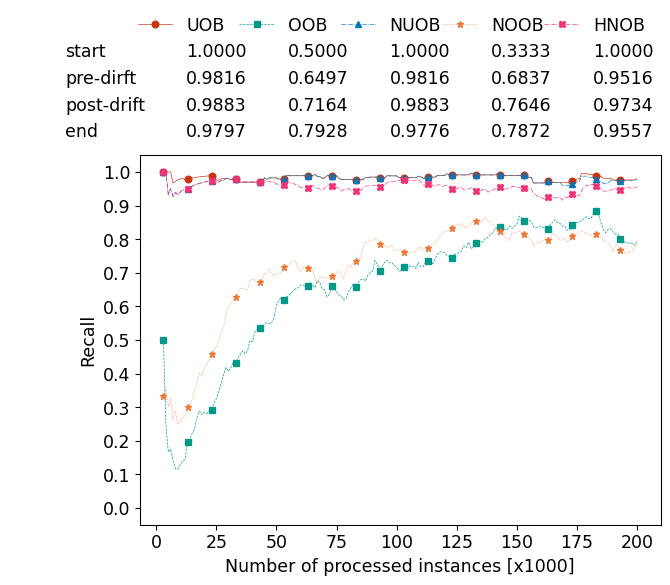 UOB OOB NUOB NOOB HNOB
start 1.0000 0.5000 1.0000 0.3333 1.0000
pre-dirft 0.9816 0.6497 0.9816 0.6837 0.9516
post-drift 0.9883 0.7164 0.9883 0.7646 0.9734
end 0.9797 0.7928 0.9776 0.7872 0.9557
1.0
0.9
0.8
0.7
0.6
0.5
0.4
0.3
0.2
0.1
0.0
Recall
0 25 50 75 100 125 150 175 200
Number of processed instances [x1000]